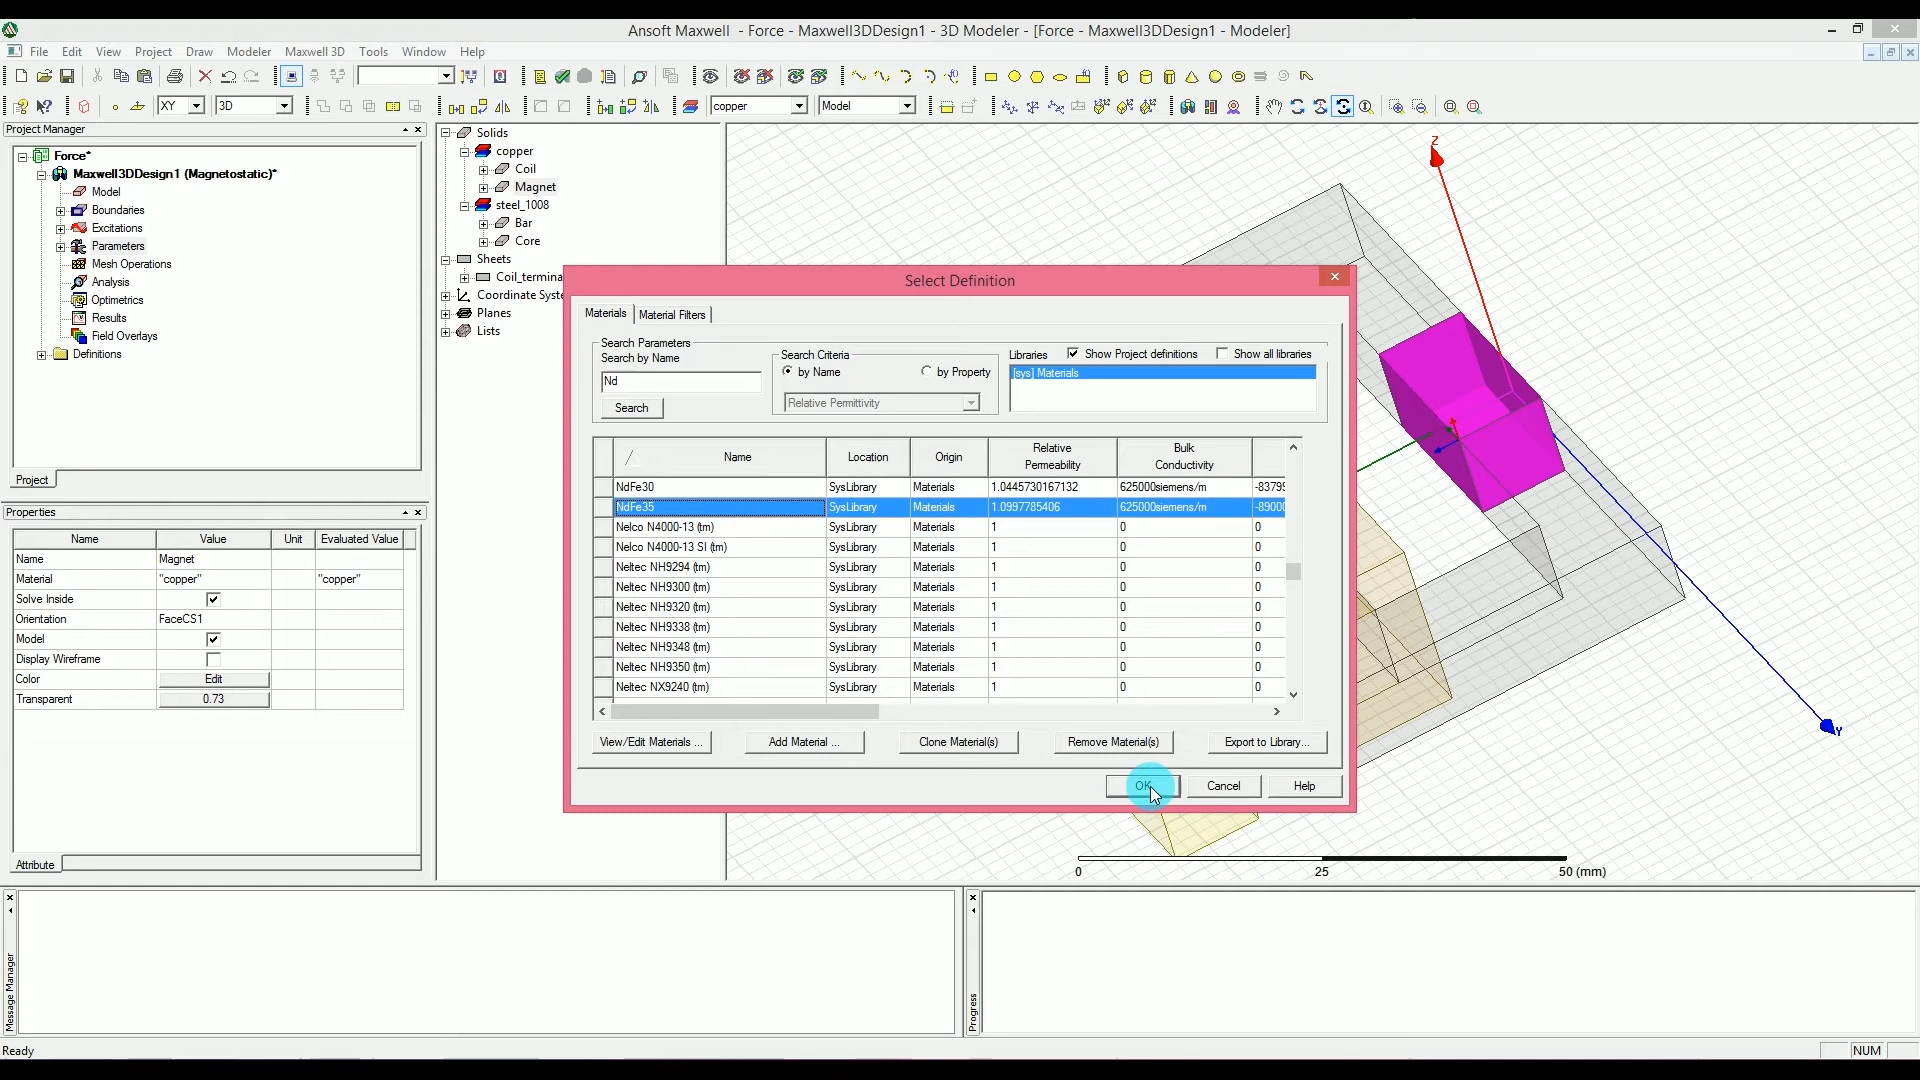 Ansoft Maxwell - Force - Maxwell3DDesign1 - 3D Modeler - [Force - Maxwell3DDesign1 - Modeler]
File Edit View Project Draw Modeler Maxwell 3D Tools Window Help
XY 3D copper Model
Project Manager
Force*
Maxwell3DDesign1 (Magnetostatic)*
Model
Boundaries
Excitations
Parameters
Mesh Operations
Analysis
Optimetrics
Results
Field Overlays
Definitions
Project
Properties
Name Value Unit Evaluated Value
Name Magnet
Material "copper" "copper"
Solve Inside
Orientation FaceCS1
Model
Display Wireframe
Color Edit
Transparent 0.73
Attribute
Solids
copper
Coil
Magnet
steel_1008
Bar
Core
Sheets
Coil_termina
Coordinate Syste
Planes
Lists
Select Definition
Materials Material Filters
Search Parameters
Search by Name
Nd
Search
Search Criteria
by Name by Property
Relative Permittivity
Libraries Show Project definitions Show all libraries
[sys] Materials
/ Name Location Origin Relative Permeability Bulk Conductivity
NdFe30 SysLibrary Materials 1.0445730167132 625000siemens/m -83795
NdFe35 SysLibrary Materials 1.0997785406 625000siemens/m -89000
Nelco N4000-13 (tm) SysLibrary Materials 1 0 0
Nelco N4000-13 SI (tm) SysLibrary Materials 1 0 0
Neltec NH9294 (tm) SysLibrary Materials 1 0 0
Neltec NH9300 (tm) SysLibrary Materials 1 0 0
Neltec NH9320 (tm) SysLibrary Materials 1 0 0
Neltec NH9338 (tm) SysLibrary Materials 1 0 0
Neltec NH9348 (tm) SysLibrary Materials 1 0 0
Neltec NH9350 (tm) SysLibrary Materials 1 0 0
Neltec NX9240 (tm) SysLibrary Materials 1 0 0
View/Edit Materials ... Add Material ... Clone Material(s) Remove Material(s) Export to Library...
OK Cancel Help
Z
Y
0 25 50 (mm)
Message Manager
Progress
Ready
NUM